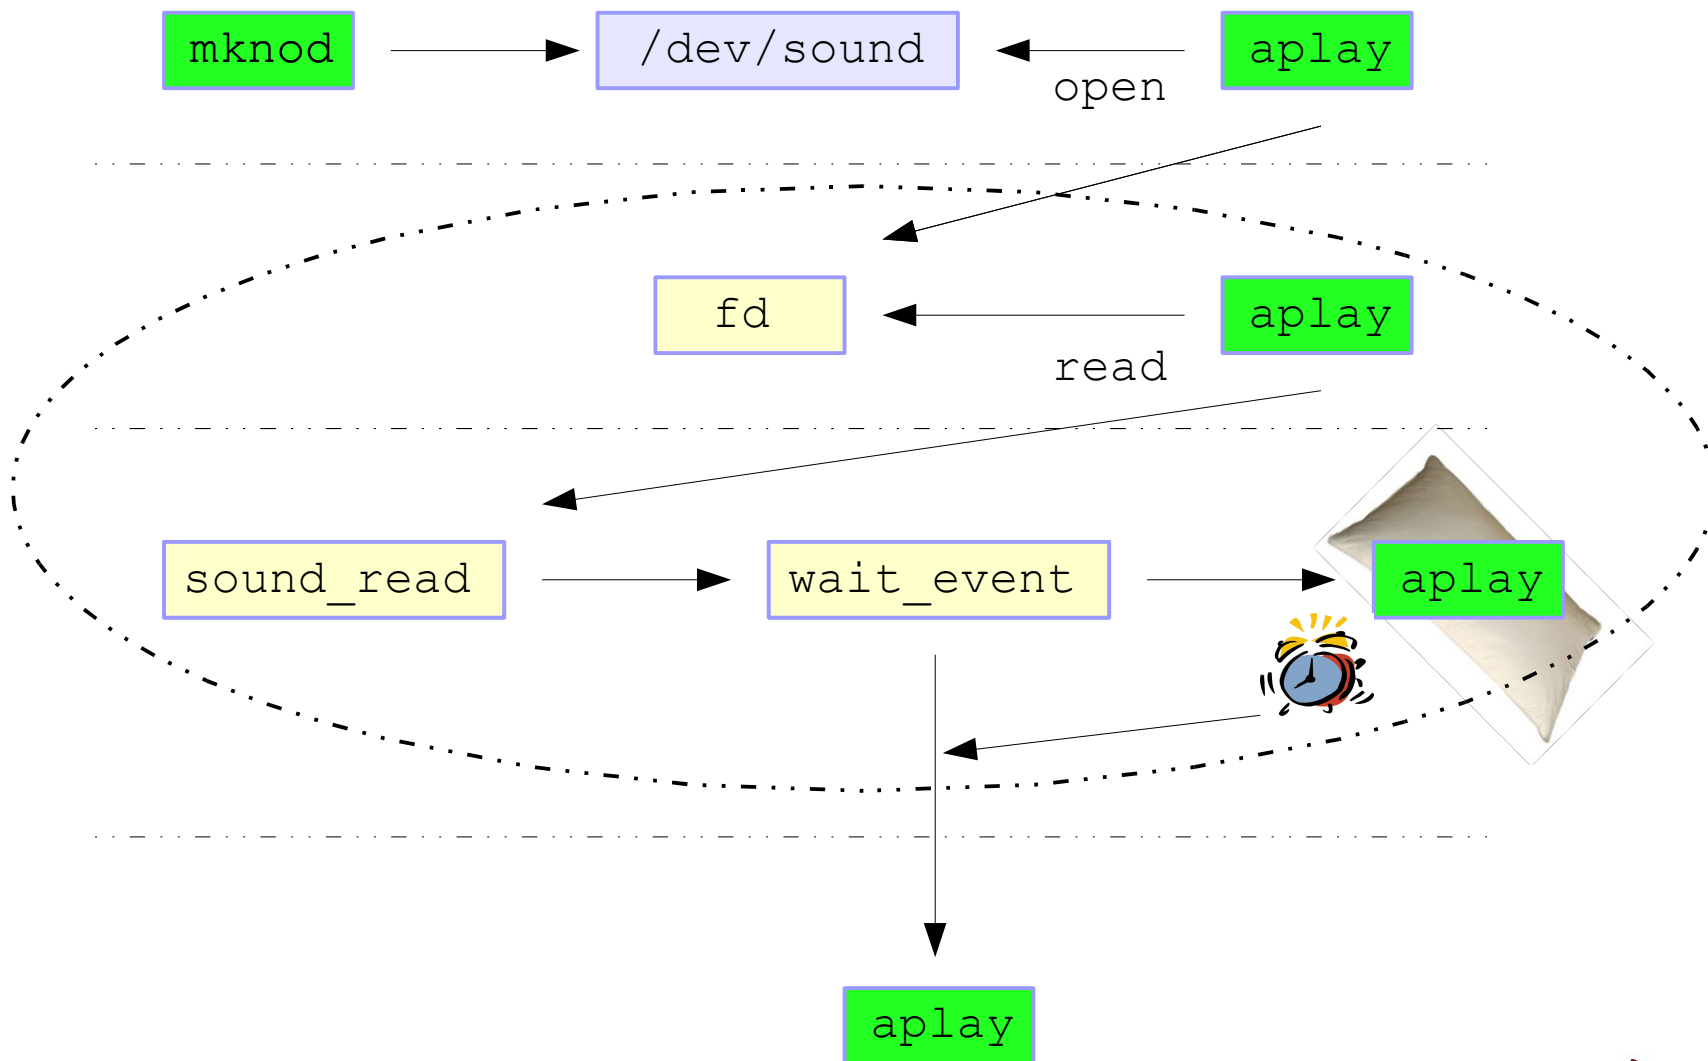 mknod
/dev/sound
aplay
open
fd
aplay
read
sound_read
wait_event
aplay
aplay